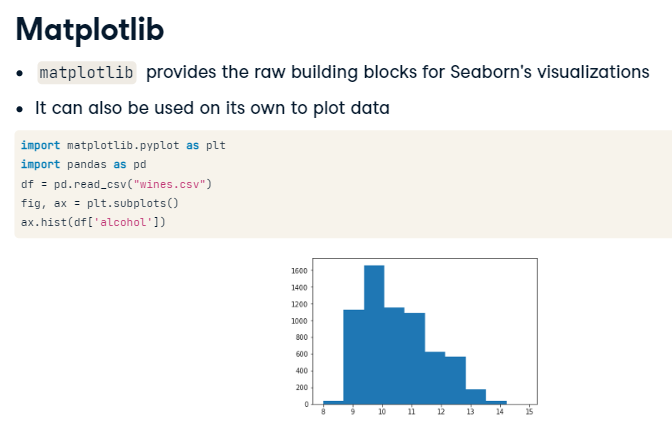 Matplotlib
• matplotlib provides the raw building blocks for Seaborn's visualizations
• It can also be used on its own to plot data
import matplotlib.pyplot as plt
import pandas as pd
df = pd.read_csv("wines.csv")
fig, ax = plt.subplots()
ax.hist(df['alcohol'])
1600
1400
1200
1000
800
600
400
200
0
8 9 10 11 12 13 14 15